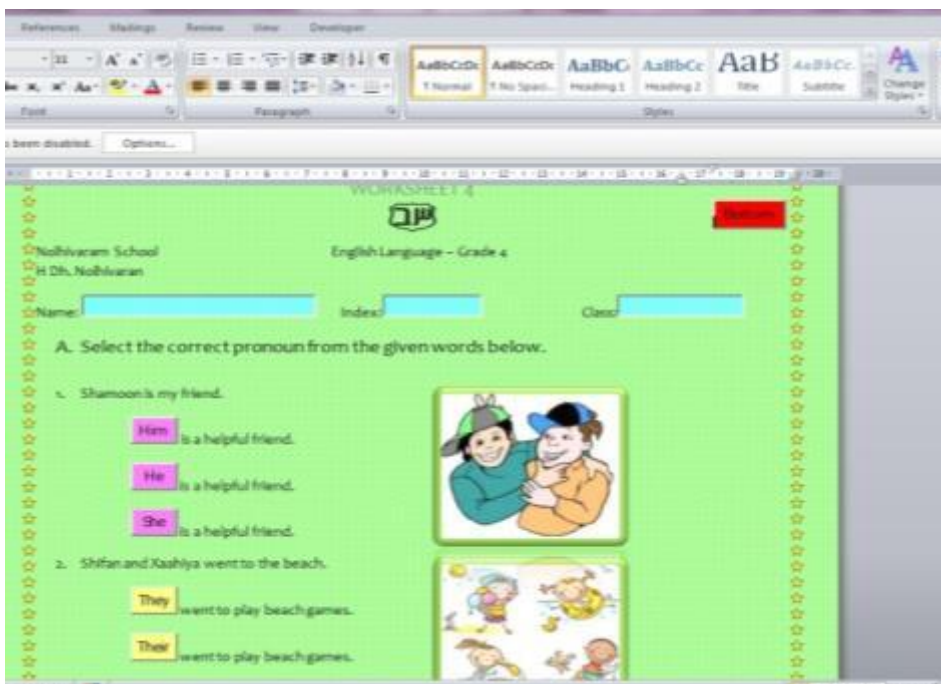 References Mailings Review View Developer
11
AaBbCcDc AaBbCcDc AaBbC AaBbCc AaB AaBbCc.
¶ Normal ¶ No Spaci... Heading 1 Heading 2 Title Subtitle Change Styles
Font Paragraph Styles
been disabled. Options...
WORKSHEET 4
Nolhivaram School English Language – Grade 4
H Dh. Nolhivaran
Name: Index: Class:
A. Select the correct pronoun from the given words below.
1. Shamoon is my friend.
Him is a helpful friend.
He is a helpful friend.
She is a helpful friend.
2. Shifan and Xaahiya went to the beach.
They went to play beach games.
Their went to play beach games.